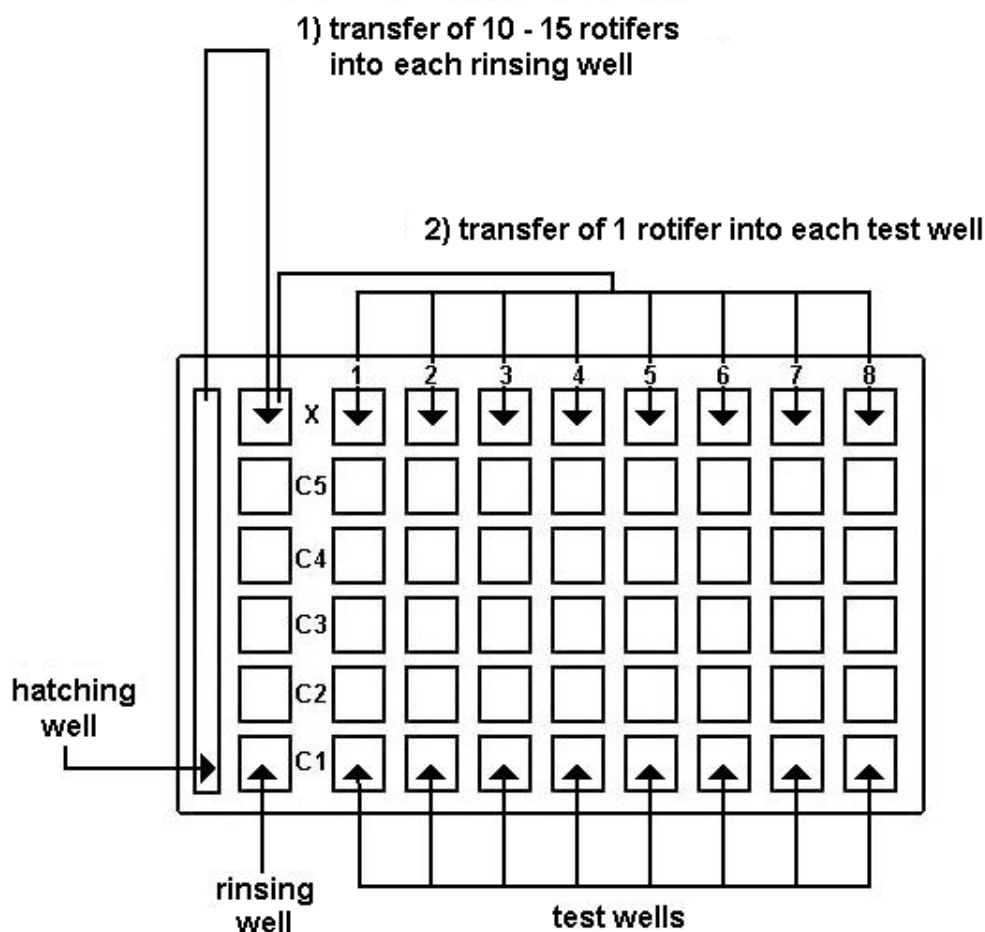 1) transfer of 10 - 15 rotifers
into each rinsing well
2) transfer of 1 rotifer into each test well
1 2 3 4 5 6 7 8
X
C5
C4
C3
C2
C1
hatching
well
rinsing
well
test wells